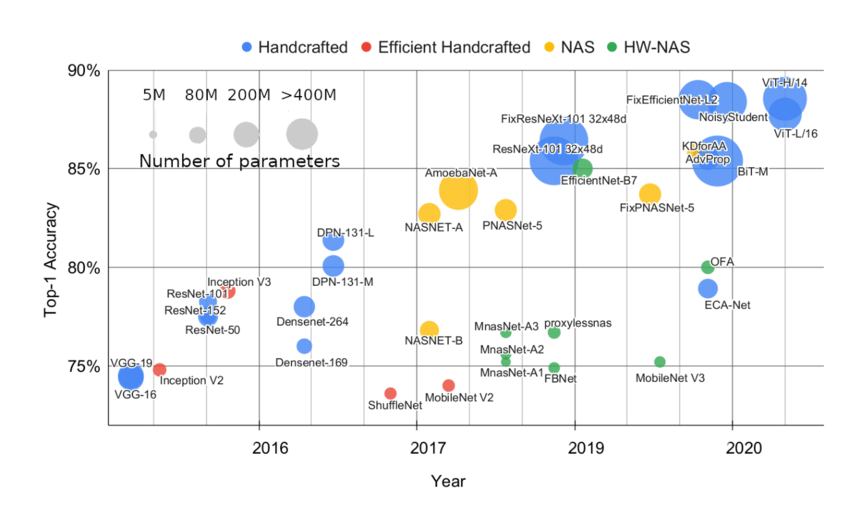 Handcrafted Efficient Handcrafted NAS HW-NAS
90%
5M 80M 200M >400M
Number of parameters
ViT-H/14
FixEfficientNet-L2
NoisyStudent
ViT-L/16
FixResNeXt-101 32x48d
ResNeXt-101 32x48d
KDforAA
AdvProp
BiT-M
85%
AmoebaNet-A
EfficientNet-B7
NASNET-A
PNASNet-5
FixPNASNet-5
DPN-131-L
80%
OFA
DPN-131-M
Inception V3
ResNet-101
ResNet-152
ResNet-50
Densenet-264
ECA-Net
NASNET-B
MnasNet-A3
proxylessnas
MnasNet-A2
Densenet-169
75%
VGG-19
Inception V2
VGG-16
MnasNet-A1
FBNet
MobileNet V3
ShuffleNet
MobileNet V2
Top-1 Accuracy
2016 2017 2019 2020
Year